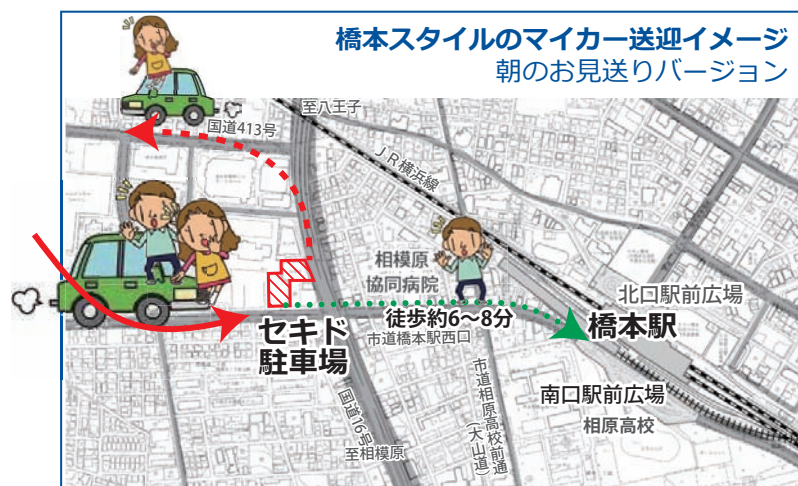 橋本スタイルのマイカー送迎イメージ
朝のお見送りバージョン
至八王子
国道413号
JR横浜線
相模原
協同病院
北口駅前広場
徒歩約6〜8分
橋本駅
セキド
駐車場
市道橋本駅西口
南口駅前広場
相原高校
市道相原高校前通
(大山道)
国道16号
至相模原